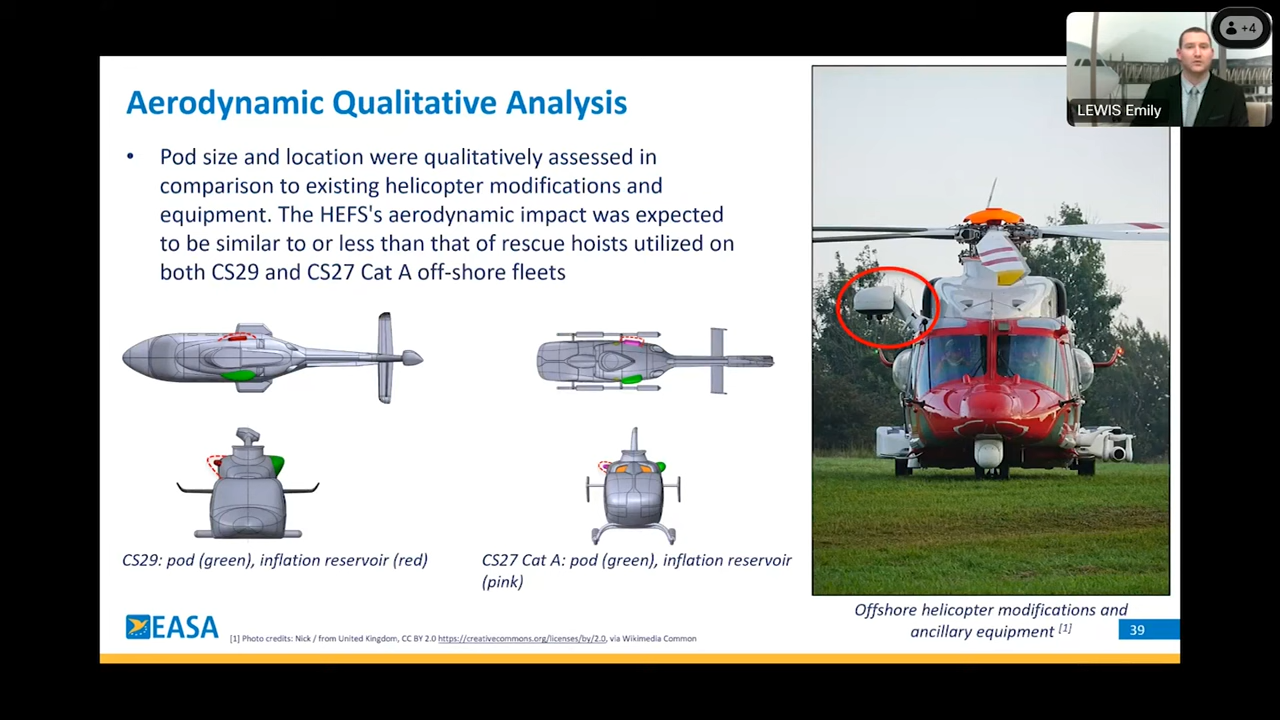 +4
LEWIS Emily
Aerodynamic Qualitative Analysis
• Pod size and location were qualitatively assessed in
comparison to existing helicopter modifications and
equipment. The HEFS's aerodynamic impact was expected
to be similar to or less than that of rescue hoists utilized on
both CS29 and CS27 Cat A off-shore fleets
CS29: pod (green), inflation reservoir (red)
CS27 Cat A: pod (green), inflation reservoir
(pink)
Offshore helicopter modifications and
ancillary equipment [1]
EASA
[1] Photo credits: Nick / from United Kingdom, CC BY 2.0 https://creativecommons.org/licenses/by/2.0, via Wikimedia Common
39